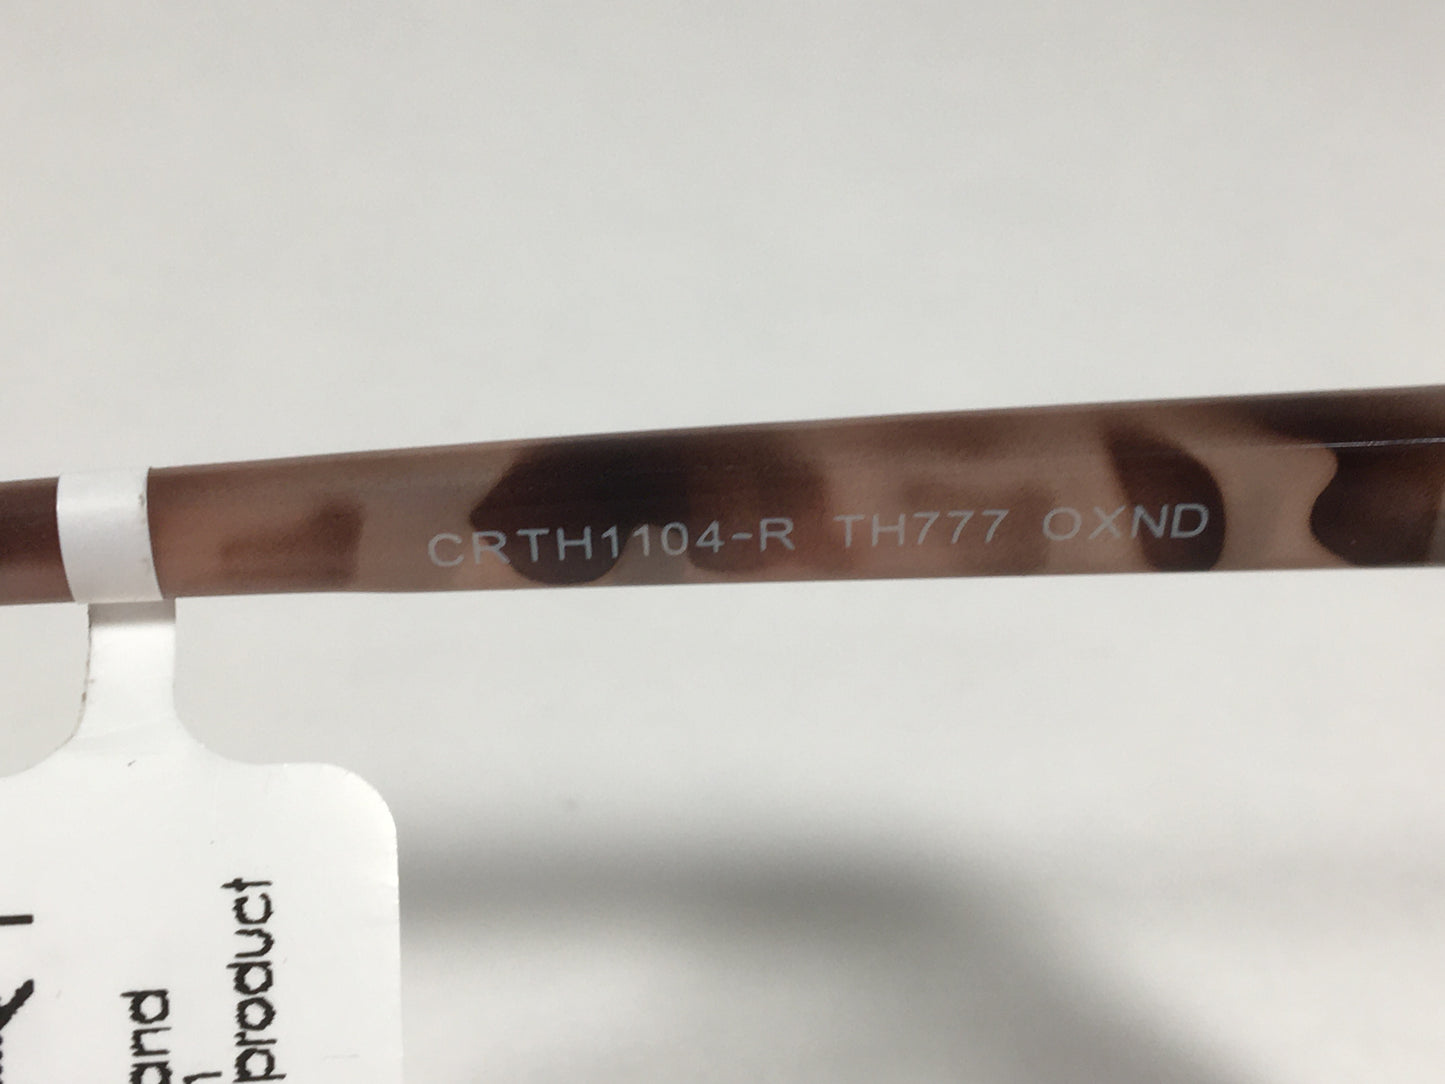 CRTH1104-R TH777 OXND
and
product